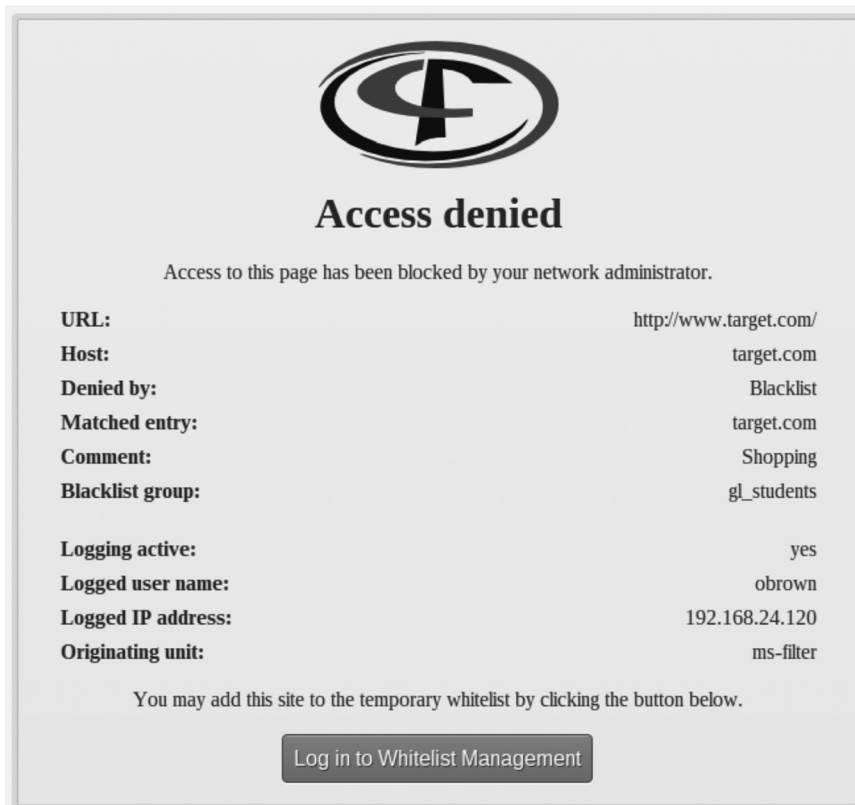 Access denied
Access to this page has been blocked by your network administrator.
URL: http://www.target.com/
Host: target.com
Denied by: Blacklist
Matched entry: target.com
Comment: Shopping
Blacklist group: gl_students
Logging active: yes
Logged user name: obrown
Logged IP address: 192.168.24.120
Originating unit: ms-filter
You may add this site to the temporary whitelist by clicking the button below.
Log in to Whitelist Management